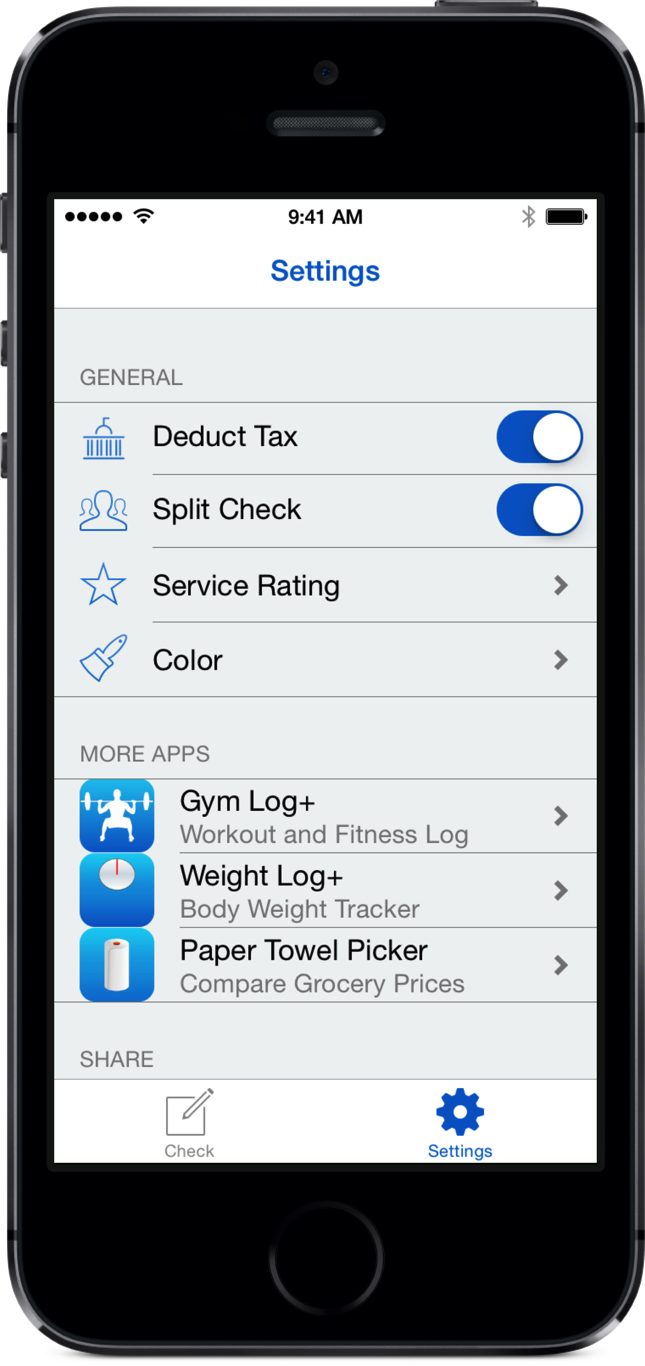 9:41 AM
Settings
GENERAL
Deduct Tax
Split Check
Service Rating
Color
MORE APPS
Gym Log+
Workout and Fitness Log
Weight Log+
Body Weight Tracker
Paper Towel Picker
Compare Grocery Prices
SHARE
Check
Settings